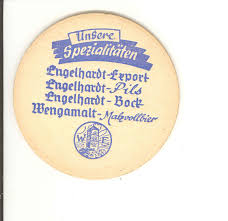 Unsere
Spezialitäten
Engelhardt-Export
Engelhardt-Pils
Engelhardt-Bock
Wengamalt-Malzvollbier